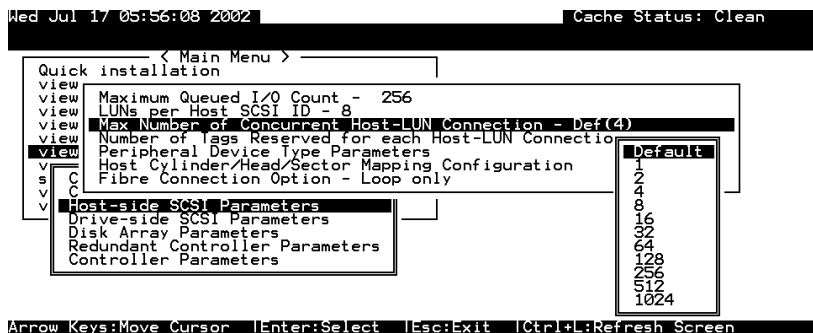 Wed Jul 17 05:56:08 2002 Cache Status: Clean
< Main Menu >
Quick installation
view
view
view
view
view
view
v
s
v
v
Maximum Queued I/O Count - 256
LUNs per Host SCSI ID - 8
Max Number of Concurrent Host-LUN Connection - Def(4)
Number of Tags Reserved for each Host-LUN Connectio
Peripheral Device Type Parameters
Host Cylinder/Head/Sector Mapping Configuration
Fibre Connection Option - Loop only
C
C
Host-side SCSI Parameters
Drive-side SCSI Parameters
Disk Array Parameters
Redundant Controller Parameters
Controller Parameters
Default
1
2
4
8
16
32
64
128
256
512
1024
Arrow Keys:Move Cursor |Enter:Select |Esc:Exit |Ctrl+L:Refresh Screen